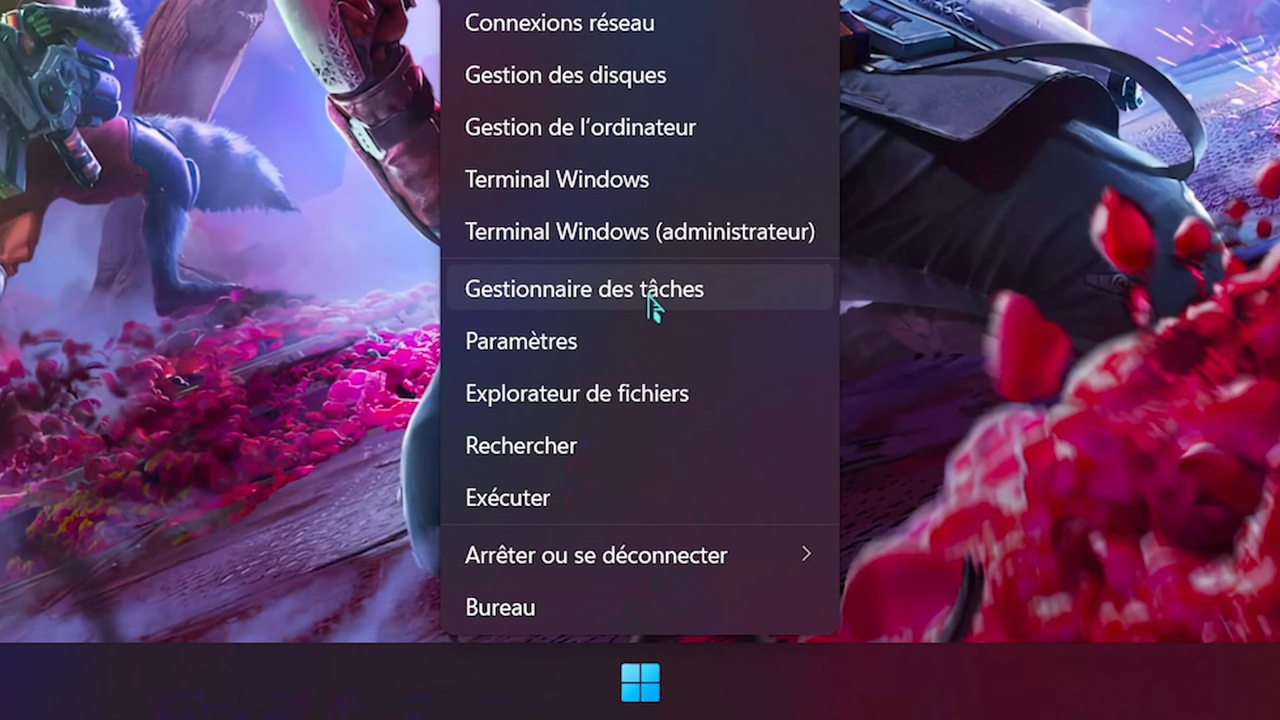 Connexions réseau
Gestion des disques
Gestion de l’ordinateur
Terminal Windows
Terminal Windows (administrateur)
Gestionnaire des tâches
Paramètres
Explorateur de fichiers
Rechercher
Exécuter
Arrêter ou se déconnecter
Bureau